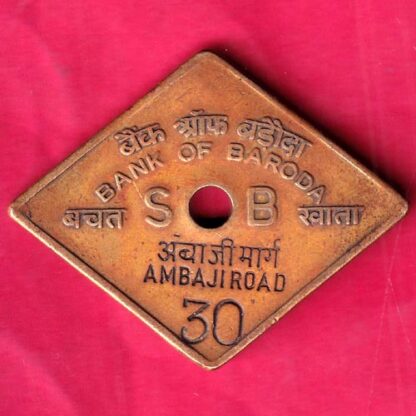 बैंक ऑफ बड़ौदा
BANK OF BARODA
बचत S B खाता
अंबाजी मार्ग
AMBAJI ROAD
30